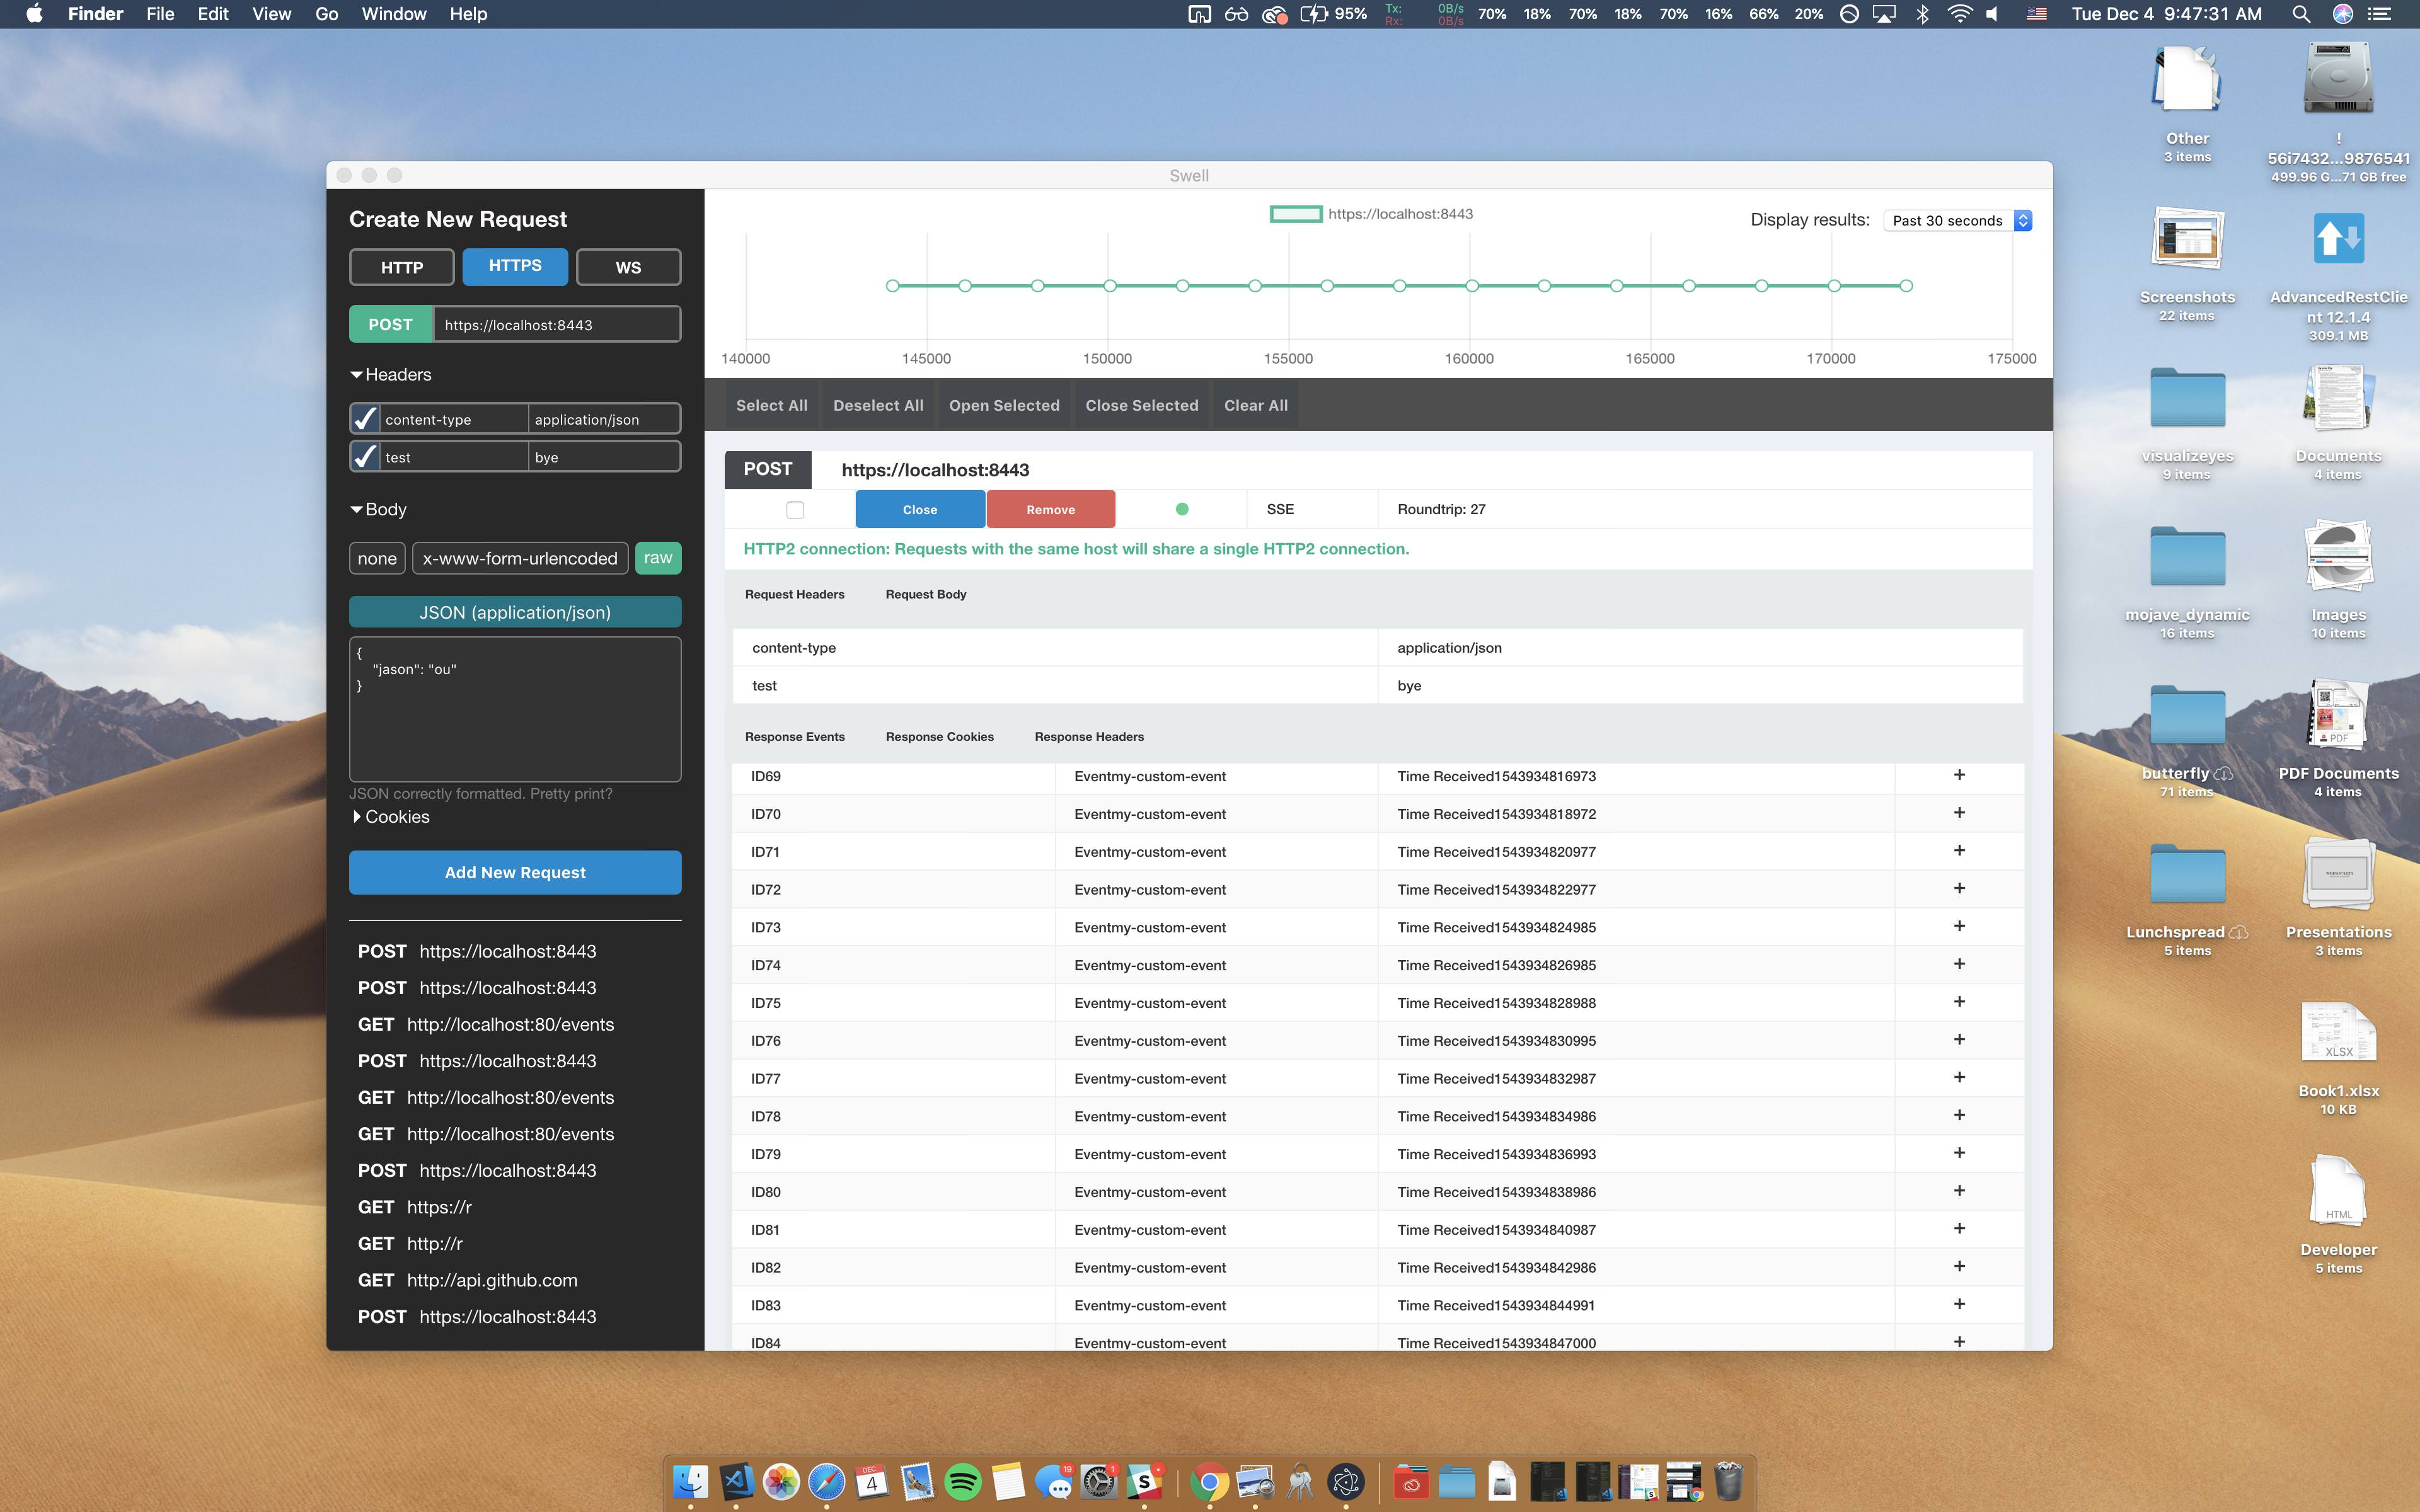 Finder File Edit View Go Window Help
95% Tx: 0B/s Rx: 0B/s 70% 18% 70% 18% 70% 16% 66% 20% Tue Dec 4 9:47:31 AM
Swell
Create New Request
HTTP HTTPS WS
POST https://localhost:8443
Headers
content-type application/json
test bye
Body
none x-www-form-urlencoded raw
JSON (application/json)
{
"jason": "ou"
}
JSON correctly formatted. Pretty print?
Cookies
Add New Request
POST https://localhost:8443
POST https://localhost:8443
GET http://localhost:80/events
POST https://localhost:8443
GET http://localhost:80/events
GET http://localhost:80/events
POST https://localhost:8443
GET https://r
GET http://r
GET http://api.github.com
POST https://localhost:8443
https://localhost:8443
Display results: Past 30 seconds
140000 145000 150000 155000 160000 165000 170000 175000
Select All Deselect All Open Selected Close Selected Clear All
POST https://localhost:8443
Close Remove SSE Roundtrip: 27
HTTP2 connection: Requests with the same host will share a single HTTP2 connection.
Request Headers Request Body
content-type application/json
test bye
Response Events Response Cookies Response Headers
ID69 Eventmy-custom-event Time Received1543934816973 +
ID70 Eventmy-custom-event Time Received1543934818972 +
ID71 Eventmy-custom-event Time Received1543934820977 +
ID72 Eventmy-custom-event Time Received1543934822977 +
ID73 Eventmy-custom-event Time Received1543934824985 +
ID74 Eventmy-custom-event Time Received1543934826985 +
ID75 Eventmy-custom-event Time Received1543934828988 +
ID76 Eventmy-custom-event Time Received1543934830995 +
ID77 Eventmy-custom-event Time Received1543934832987 +
ID78 Eventmy-custom-event Time Received1543934834986 +
ID79 Eventmy-custom-event Time Received1543934836993 +
ID80 Eventmy-custom-event Time Received1543934838986 +
ID81 Eventmy-custom-event Time Received1543934840987 +
ID82 Eventmy-custom-event Time Received1543934842986 +
ID83 Eventmy-custom-event Time Received1543934844991 +
ID84 Eventmy-custom-event Time Received1543934847000 +
Other
3 items
!
56i7432...9876541
499.96 G...71 GB free
Screenshots
22 items
AdvancedRestClie
nt 12.1.4
309.1 MB
visualizeyes
9 items
Documents
4 items
mojave_dynamic
16 items
Images
10 items
butterfly
71 items
PDF
PDF Documents
4 items
Lunchspread
5 items
Presentations
3 items
XLSX
Book1.xlsx
10 KB
HTML
Developer
5 items
DEC
4
19
1